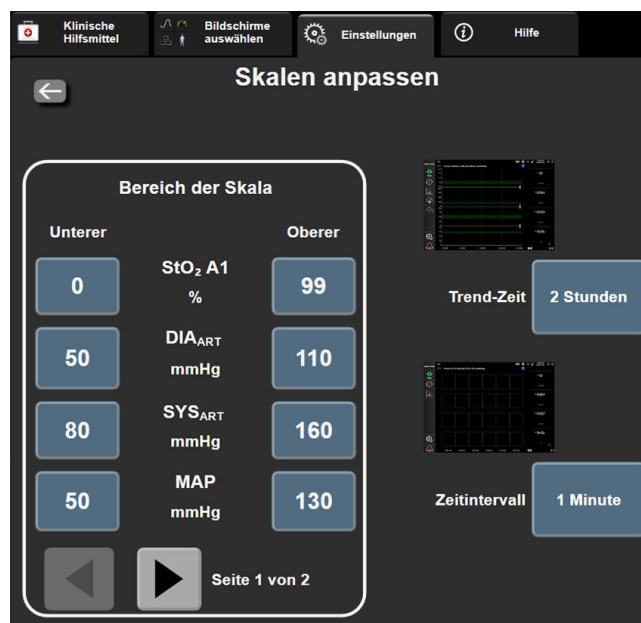 Klinische
Hilfsmittel
Bildschirme
auswählen
Einstellungen
Hilfe
Skalen anpassen
Bereich der Skala
Unterer
Oberer
0
StO₂ A1
%
99
50
DIA_ART
mmHg
110
80
SYS_ART
mmHg
160
50
MAP
mmHg
130
Seite 1 von 2
Trend-Zeit
2 Stunden
Zeitintervall
1 Minute